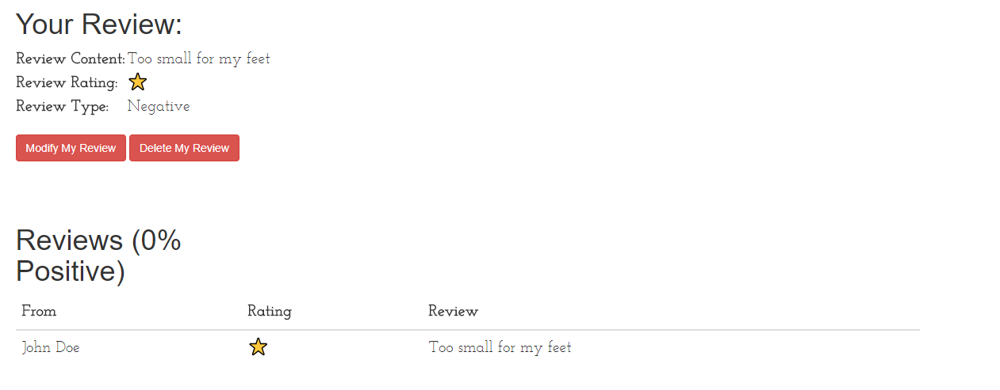 Your Review:
Review Content: Too small for my feet
Review Rating:
Review Type: Negative
Modify My Review Delete My Review
Reviews (0%
Positive)
From Rating Review
John Doe Too small for my feet